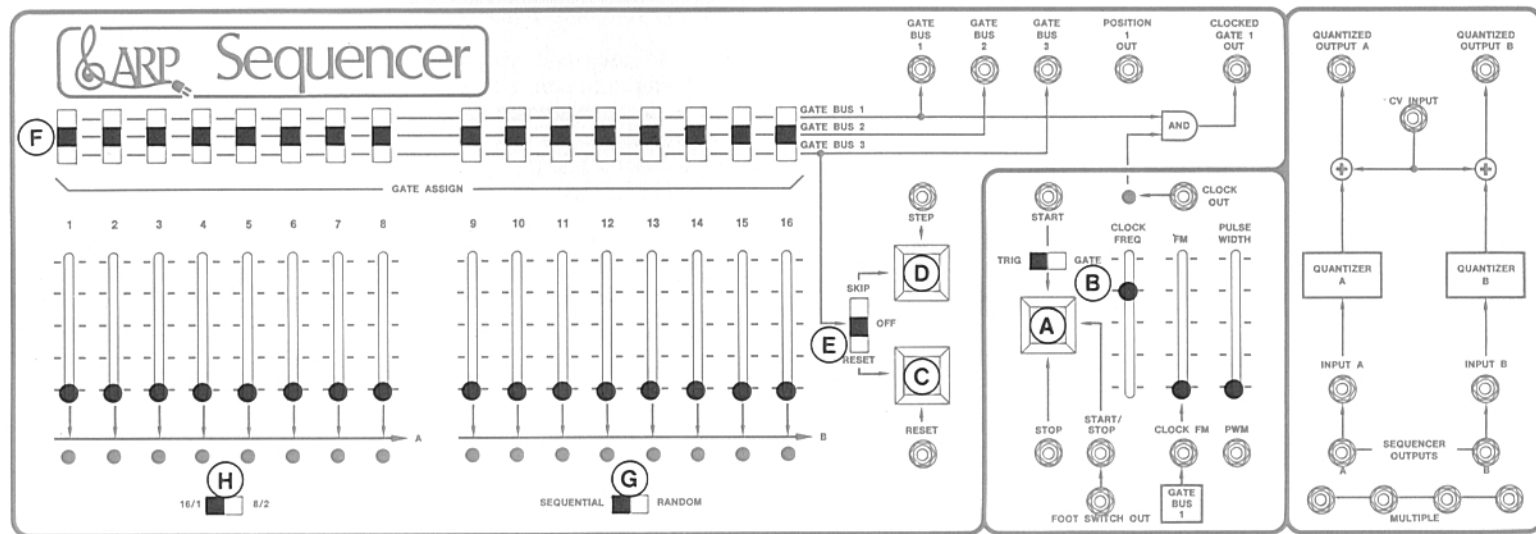 ARP Sequencer
GATE BUS 1
GATE BUS 2
GATE BUS 3
POSITION 1 OUT
CLOCKED GATE 1 OUT
QUANTIZED OUTPUT A
QUANTIZED OUTPUT B
CV INPUT
F
GATE BUS 1
GATE BUS 2
GATE BUS 3
AND
GATE ASSIGN
1 2 3 4 5 6 7 8 9 10 11 12 13 14 15 16
STEP
D
SKIP
OFF
E
RESET
C
RESET
START
CLOCK OUT
CLOCK FREQ
FM
PULSE WIDTH
TRIG
GATE
B
A
STOP
START/STOP
CLOCK FM
PWM
FOOT SWITCH OUT
GATE BUS 1
QUANTIZER A
QUANTIZER B
INPUT A
INPUT B
SEQUENCER OUTPUTS
A
B
MULTIPLE
A
B
H
16/1
8/2
G
SEQUENTIAL
RANDOM